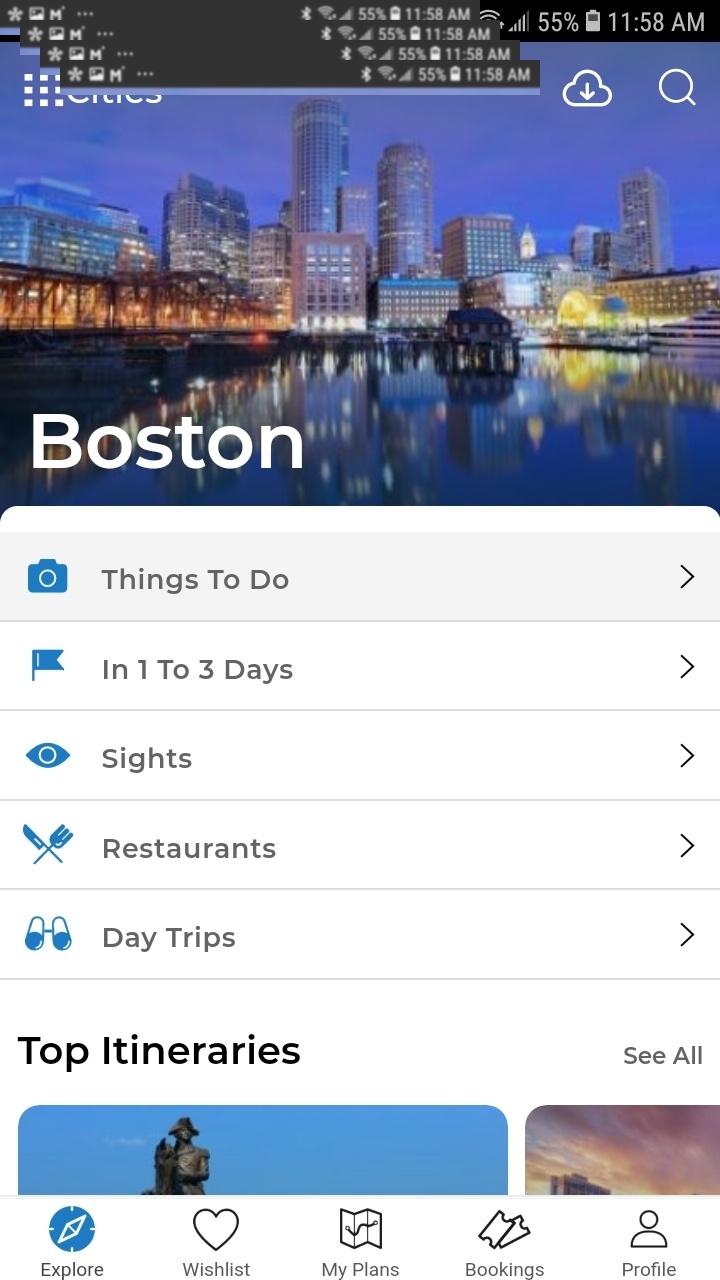 55% 11:58 AM
55% 11:58 AM
55% 11:58 AM
55% 11:58 AM
55% 11:58 AM
Cities
Boston
Things To Do
In 1 To 3 Days
Sights
Restaurants
Day Trips
Top Itineraries
See All
Explore
Wishlist
My Plans
Bookings
Profile